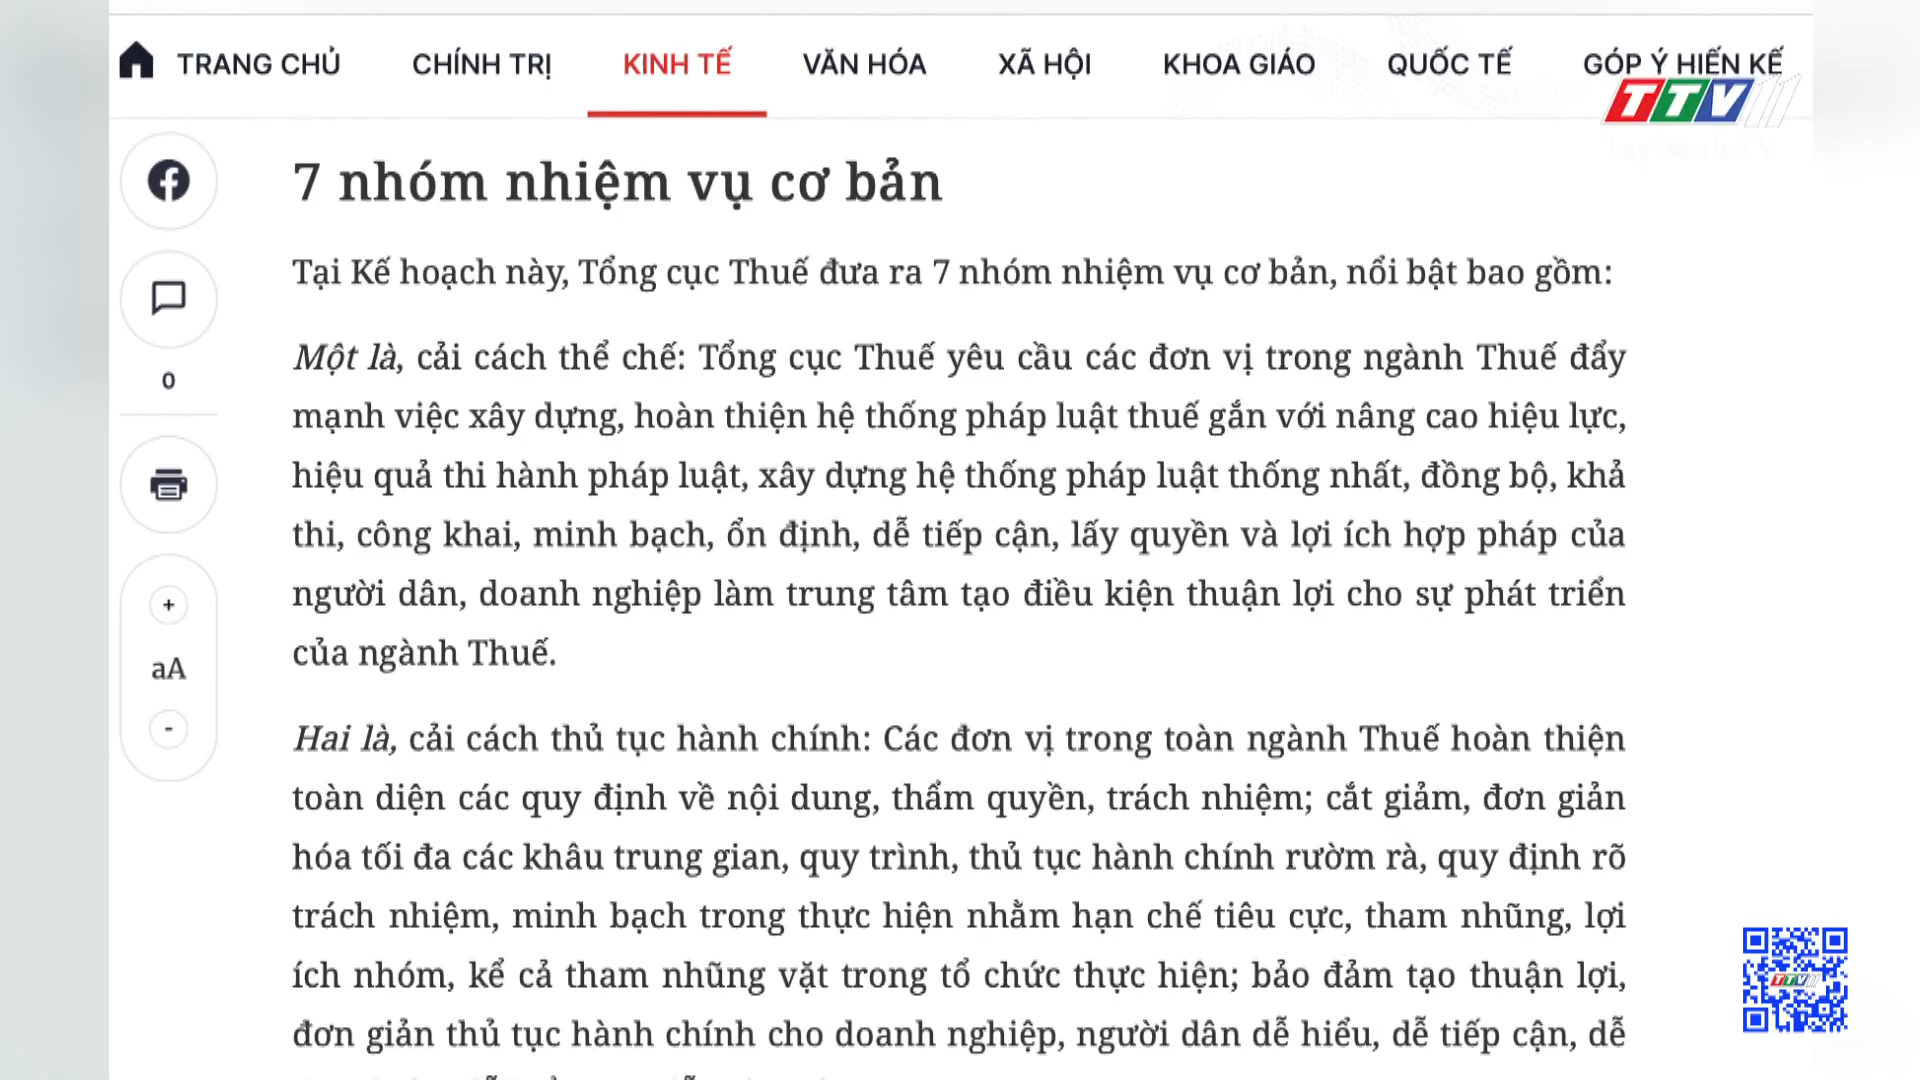 TRANG CHỦ CHÍNH TRỊ KINH TẾ VĂN HÓA XÃ HỘI KHOA GIÁO QUỐC TẾ GÓP Ý HIẾN KẾ
TTV11
7 nhóm nhiệm vụ cơ bản
Tại Kế hoạch này, Tổng cục Thuế đưa ra 7 nhóm nhiệm vụ cơ bản, nổi bật bao gồm:
0
Một là, cải cách thể chế: Tổng cục Thuế yêu cầu các đơn vị trong ngành Thuế đẩy
mạnh việc xây dựng, hoàn thiện hệ thống pháp luật thuế gắn với nâng cao hiệu lực,
hiệu quả thi hành pháp luật, xây dựng hệ thống pháp luật thống nhất, đồng bộ, khả
thi, công khai, minh bạch, ổn định, dễ tiếp cận, lấy quyền và lợi ích hợp pháp của
người dân, doanh nghiệp làm trung tâm tạo điều kiện thuận lợi cho sự phát triển
của ngành Thuế.
+
aA
-
Hai là, cải cách thủ tục hành chính: Các đơn vị trong toàn ngành Thuế hoàn thiện
toàn diện các quy định về nội dung, thẩm quyền, trách nhiệm; cắt giảm, đơn giản
hóa tối đa các khâu trung gian, quy trình, thủ tục hành chính rườm rà, quy định rõ
trách nhiệm, minh bạch trong thực hiện nhằm hạn chế tiêu cực, tham nhũng, lợi
ích nhóm, kể cả tham nhũng vặt trong tổ chức thực hiện; bảo đảm tạo thuận lợi,
đơn giản thủ tục hành chính cho doanh nghiệp, người dân dễ hiểu, dễ tiếp cận, dễ
TTV11